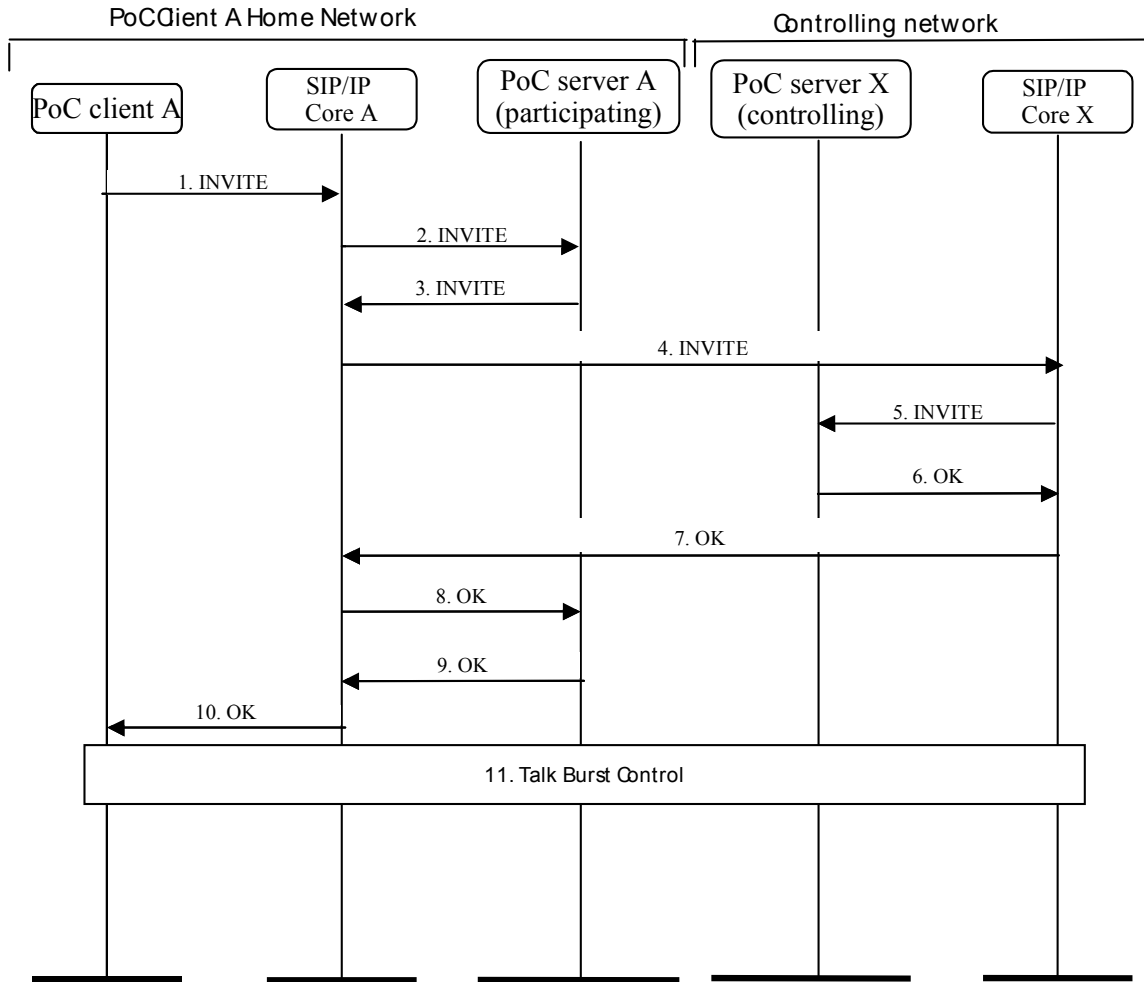 PoCClient A Home Network
Controlling network
PoC client A
SIP/IP
Core A
PoC server A
(participating)
PoC server X
(controlling)
SIP/IP
Core X
1. INVITE
2. INVITE
3. INVITE
4. INVITE
5. INVITE
6. OK
7. OK
8. OK
9. OK
10. OK
11. Talk Burst Control